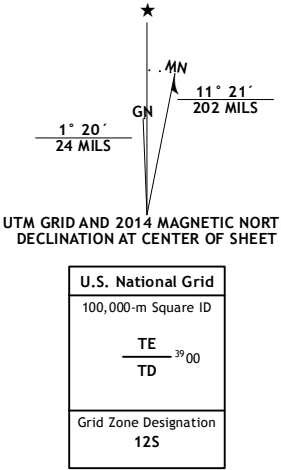 MN
11° 21´
202 MILS
GN
1° 20´
24 MILS
UTM GRID AND 2014 MAGNETIC NORT
DECLINATION AT CENTER OF SHEET
U.S. National Grid
100,000-m Square ID
TE
3900
TD
Grid Zone Designation
12S